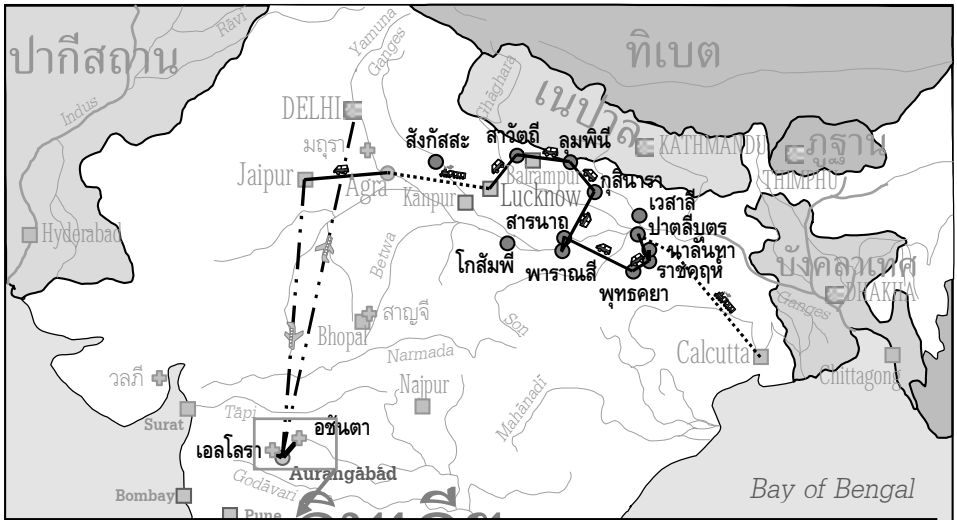 Rāvi
Yamuna
Ganges
Ghāghara
ทิเบต
ปากีสถาน
Indus
เนปาล
DELHI
มถุรา
สังกัสสะ
สาวัตถี
ลุมพินี
KATHMANDU
ภูฐาน
THIMPHU
Jaipur
Agra
Balrampur
Lucknow
กุสินารา
Kānpur
เวสาลี
สารนาถ
ปาตลีบุตร
Hyderabad
Betwa
โกสัมพี
พาราณสี
นาลันทา
ราชคฤห์
พุทธคยา
บังคลาเทศ
DHAKHA
Ganges
สาญจี
Bhopal
Son
Narmada
Calcutta
Chittagong
วลภี
Najpur
Mahānadī
Tāpi
Surat
อชันตา
เอลโลรา
Aurangābād
Godāvari
Bombay
Pune
Bay of Bengal